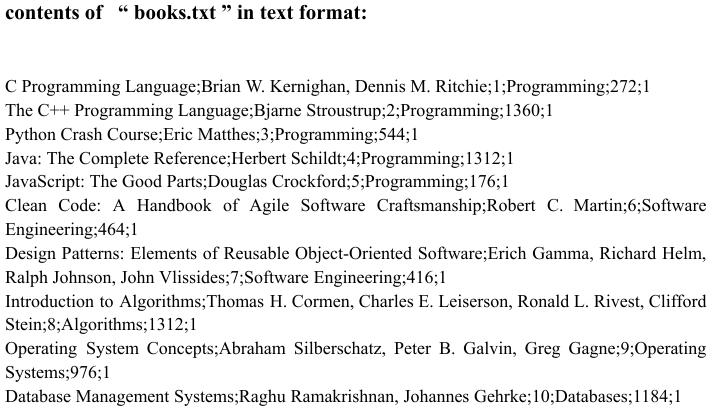 contents of “ books.txt ” in text format:
C Programming Language;Brian W. Kernighan, Dennis M. Ritchie;1;Programming;272;1
The C++ Programming Language;Bjarne Stroustrup;2;Programming;1360;1
Python Crash Course;Eric Matthes;3;Programming;544;1
Java: The Complete Reference;Herbert Schildt;4;Programming;1312;1
JavaScript: The Good Parts;Douglas Crockford;5;Programming;176;1
Clean Code: A Handbook of Agile Software Craftsmanship;Robert C. Martin;6;Software
Engineering;464;1
Design Patterns: Elements of Reusable Object-Oriented Software;Erich Gamma, Richard Helm,
Ralph Johnson, John Vlissides;7;Software Engineering;416;1
Introduction to Algorithms;Thomas H. Cormen, Charles E. Leiserson, Ronald L. Rivest, Clifford
Stein;8;Algorithms;1312;1
Operating System Concepts;Abraham Silberschatz, Peter B. Galvin, Greg Gagne;9;Operating
Systems;976;1
Database Management Systems;Raghu Ramakrishnan, Johannes Gehrke;10;Databases;1184;1